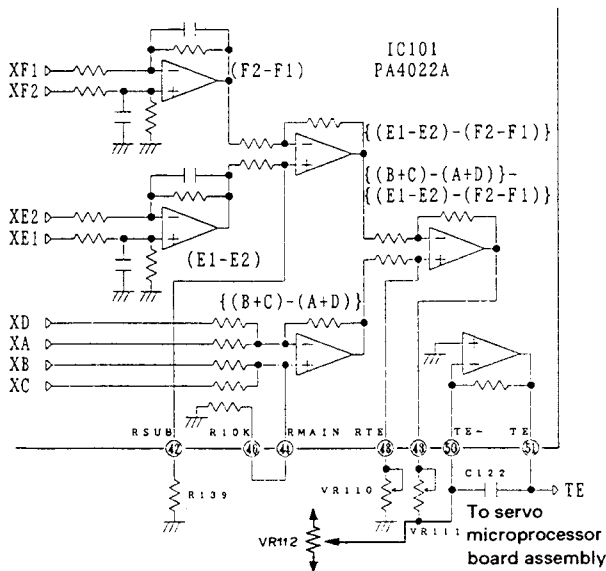 IC101
PA4022A
XF1
XF2
(F2-F1)
{(E1-E2)-(F2-F1)}
{(B+C)-(A+D)}-
{(E1-E2)-(F2-F1)}
XE2
XE1
(E1-E2)
{(B+C)-(A+D)}
XD
XA
XB
XC
RSUB R10K RMAIN RTE TE- TE
42 46 44 48 49 50 51
C122
R139
VR110
VR111
TE
VR112
To servo
microprocessor
board assembly